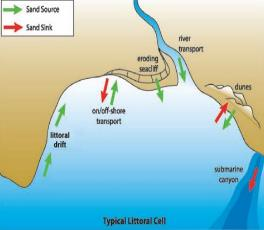 Sand Source
Sand Sink
river
transport
eroding
seacliff
dunes
on/off-shore
transport
littoral
drift
submarine
canyon
Typical Littoral Cell